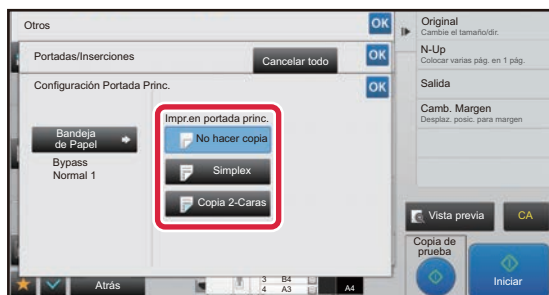 Otros
OK
Portadas/Inserciones
Cancelar todo
OK
Configuración Portada Princ.
OK
Impr.en portada princ.
Bandeja
de Papel
Bypass
Normal 1
No hacer copia
Simplex
Copia 2-Caras
Atrás
3 B4
4 A3
A4
Original
Cambie el tamaño/dir.
N-Up
Colocar varias pág. en 1 pág.
Salida
Camb. Margen
Desplaz. posic. para margen
Vista previa
CA
Copia de
prueba
Iniciar